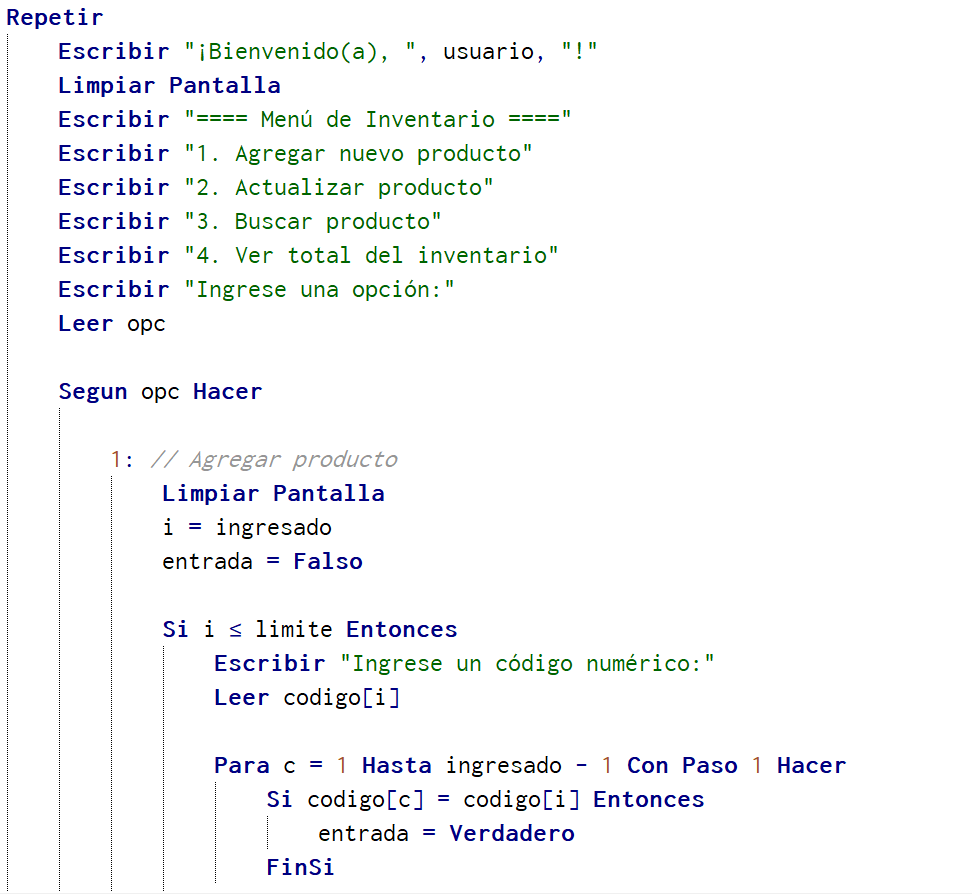 Repetir
Escribir "¡Bienvenido(a), ", usuario, "!"
Limpiar Pantalla
Escribir "==== Menú de Inventario ===="
Escribir "1. Agregar nuevo producto"
Escribir "2. Actualizar producto"
Escribir "3. Buscar producto"
Escribir "4. Ver total del inventario"
Escribir "Ingrese una opción:"
Leer opc
Segun opc Hacer
1: // Agregar producto
Limpiar Pantalla
i = ingresado
entrada = Falso
Si i ≤ limite Entonces
Escribir "Ingrese un código numérico:"
Leer codigo[i]
Para c = 1 Hasta ingresado - 1 Con Paso 1 Hacer
Si codigo[c] = codigo[i] Entonces
entrada = Verdadero
FinSi